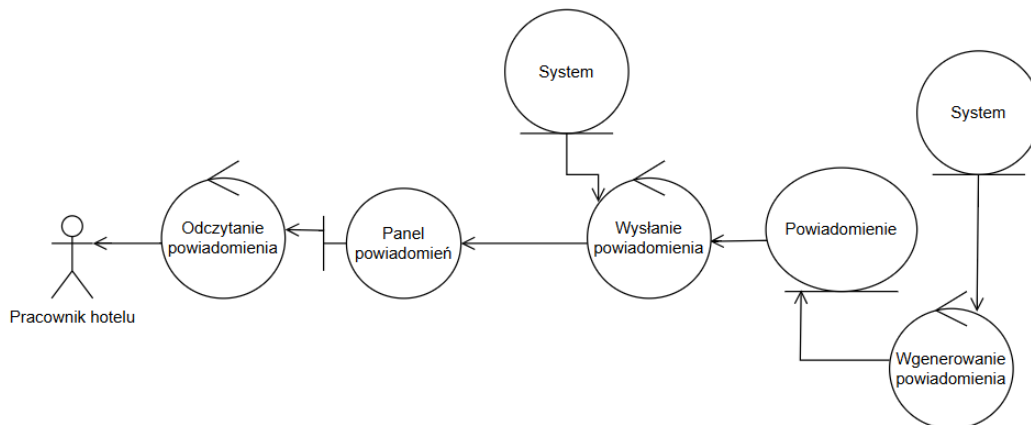 System
System
Odczytanie
powiadomienia
Panel
powiadomień
Wysłanie
powiadomienia
Powiadomienie
Pracownik hotelu
Wgenerowanie
powiadomienia